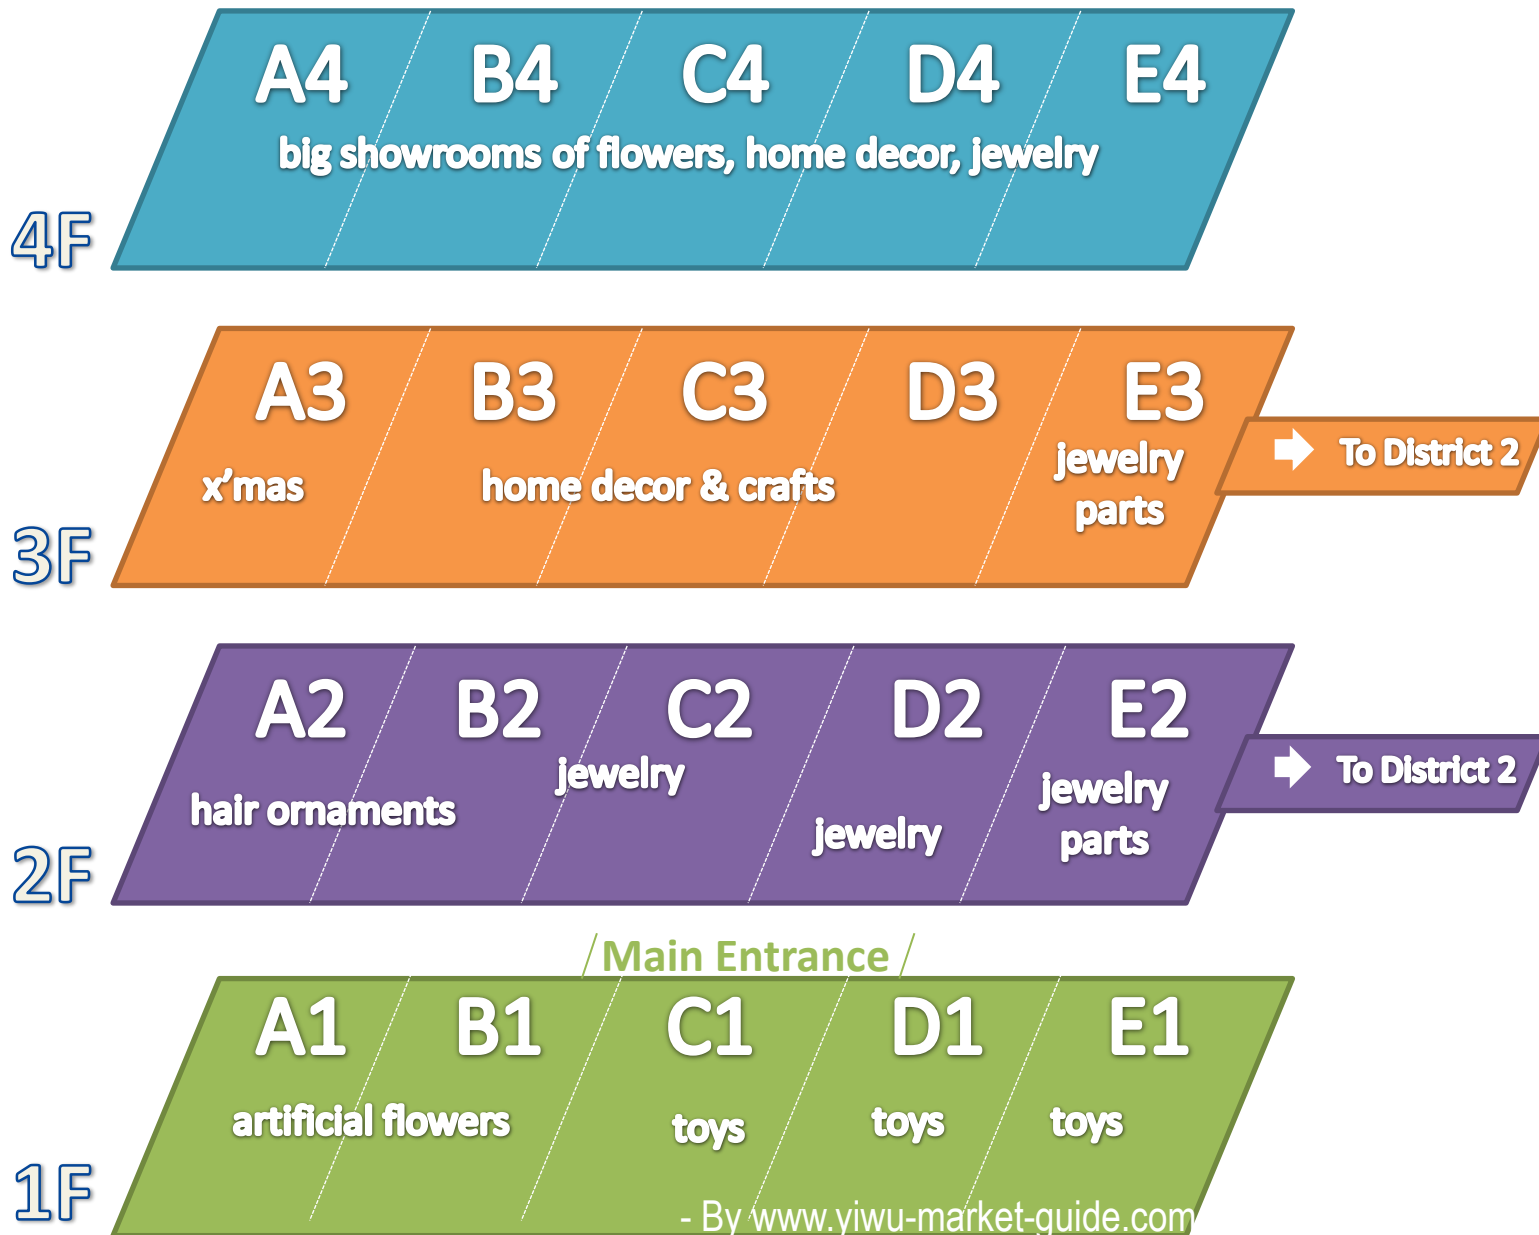 A4 B4 C4 D4 E4
big showrooms of flowers, home decor, jewelry
4F
A3 B3 C3 D3 E3
x'mas
home decor & crafts
jewelry
parts
To District 2
3F
A2 B2 C2 D2 E2
hair ornaments
jewelry
jewelry
jewelry
parts
To District 2
2F
Main Entrance
A1 B1 C1 D1 E1
artificial flowers
toys
toys
toys
1F
- By www.yiwu-market-guide.com